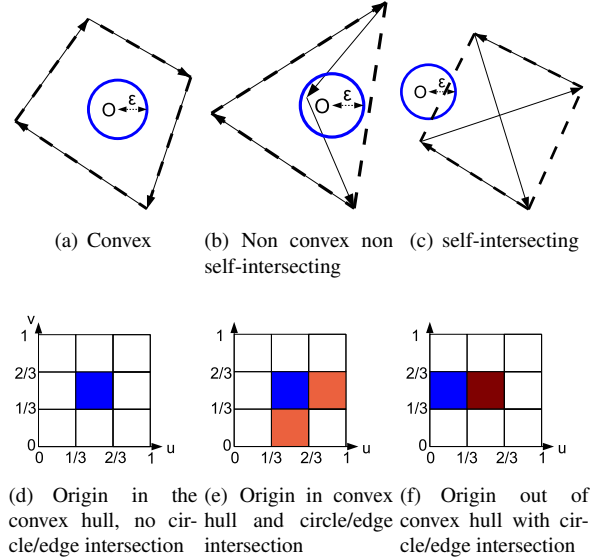 O ε
O ε
O ε
(a) Convex
(b) Non convex non
self-intersecting
(c) self-intersecting
v
1
2/3
1/3
0
0 1/3 2/3 1 u
1
2/3
1/3
0
0 1/3 2/3 1 u
1
2/3
1/3
0
0 1/3 2/3 1 u
(d) Origin in the
convex hull, no cir-
cle/edge intersection
(e) Origin in convex
hull and circle/edge
intersection
(f) Origin out of
convex hull with cir-
cle/edge intersection